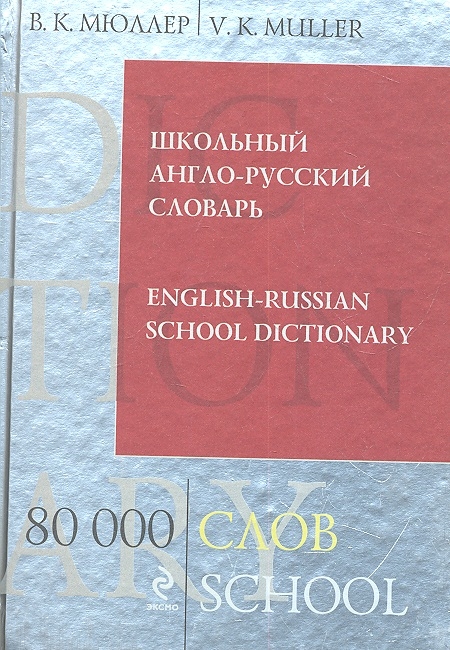 В. К. МЮЛЛЕР | V. K. MULLER
DIC
TION
ARY
ШКОЛЬНЫЙ
АНГЛО-РУССКИЙ
СЛОВАРЬ
ENGLISH-RUSSIAN
SCHOOL DICTIONARY
80 000 СЛОВ
ЭКСМО
SCHOOL